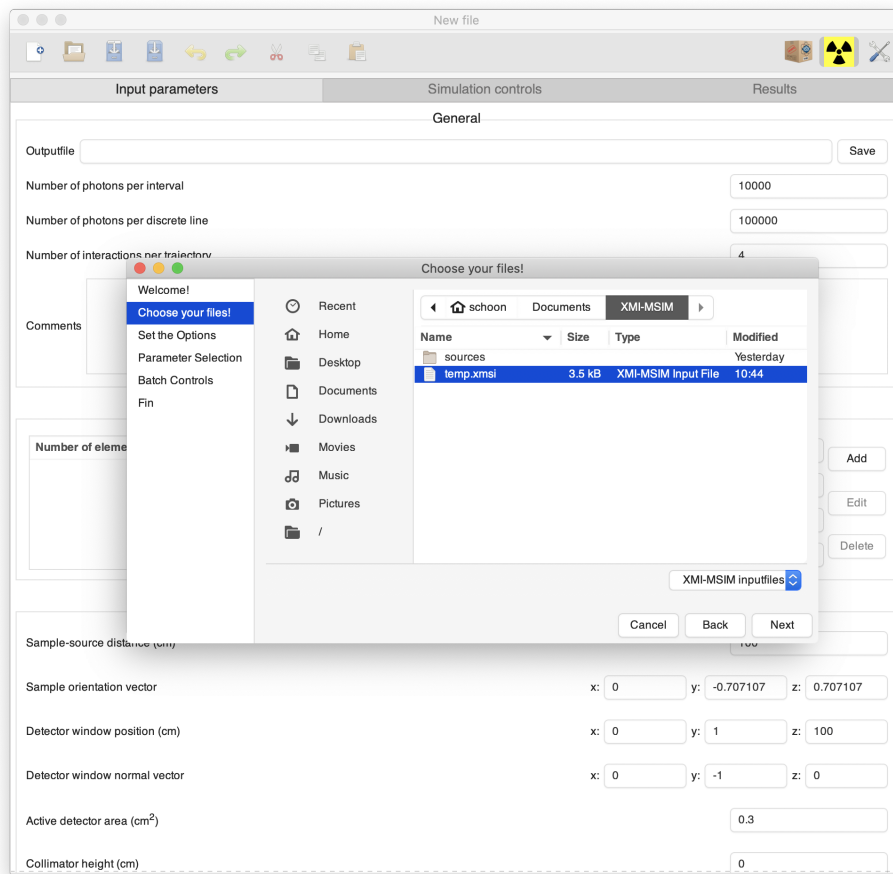 New file
Input parameters Simulation controls Results
General
Outputfile Save
Number of photons per interval 10000
Number of photons per discrete line 100000
Number of interactions per trajectory 4
Comments
Choose your files!
Welcome!
Choose your files!
Set the Options
Parameter Selection
Batch Controls
Fin
Recent
Home
Desktop
Documents
Downloads
Movies
Music
Pictures
/
schoon Documents XMI-MSIM
Name Size Type Modified
sources Yesterday
temp.xmsi 3.5 kB XMI-MSIM Input File 10:44
XMI-MSIM inputfiles
Cancel Back Next
Number of eleme
Add
Edit
Delete
Sample-source distance (cm) 100
Sample orientation vector x: 0 y: -0.707107 z: 0.707107
Detector window position (cm) x: 0 y: 1 z: 100
Detector window normal vector x: 0 y: -1 z: 0
Active detector area (cm²) 0.3
Collimator height (cm) 0